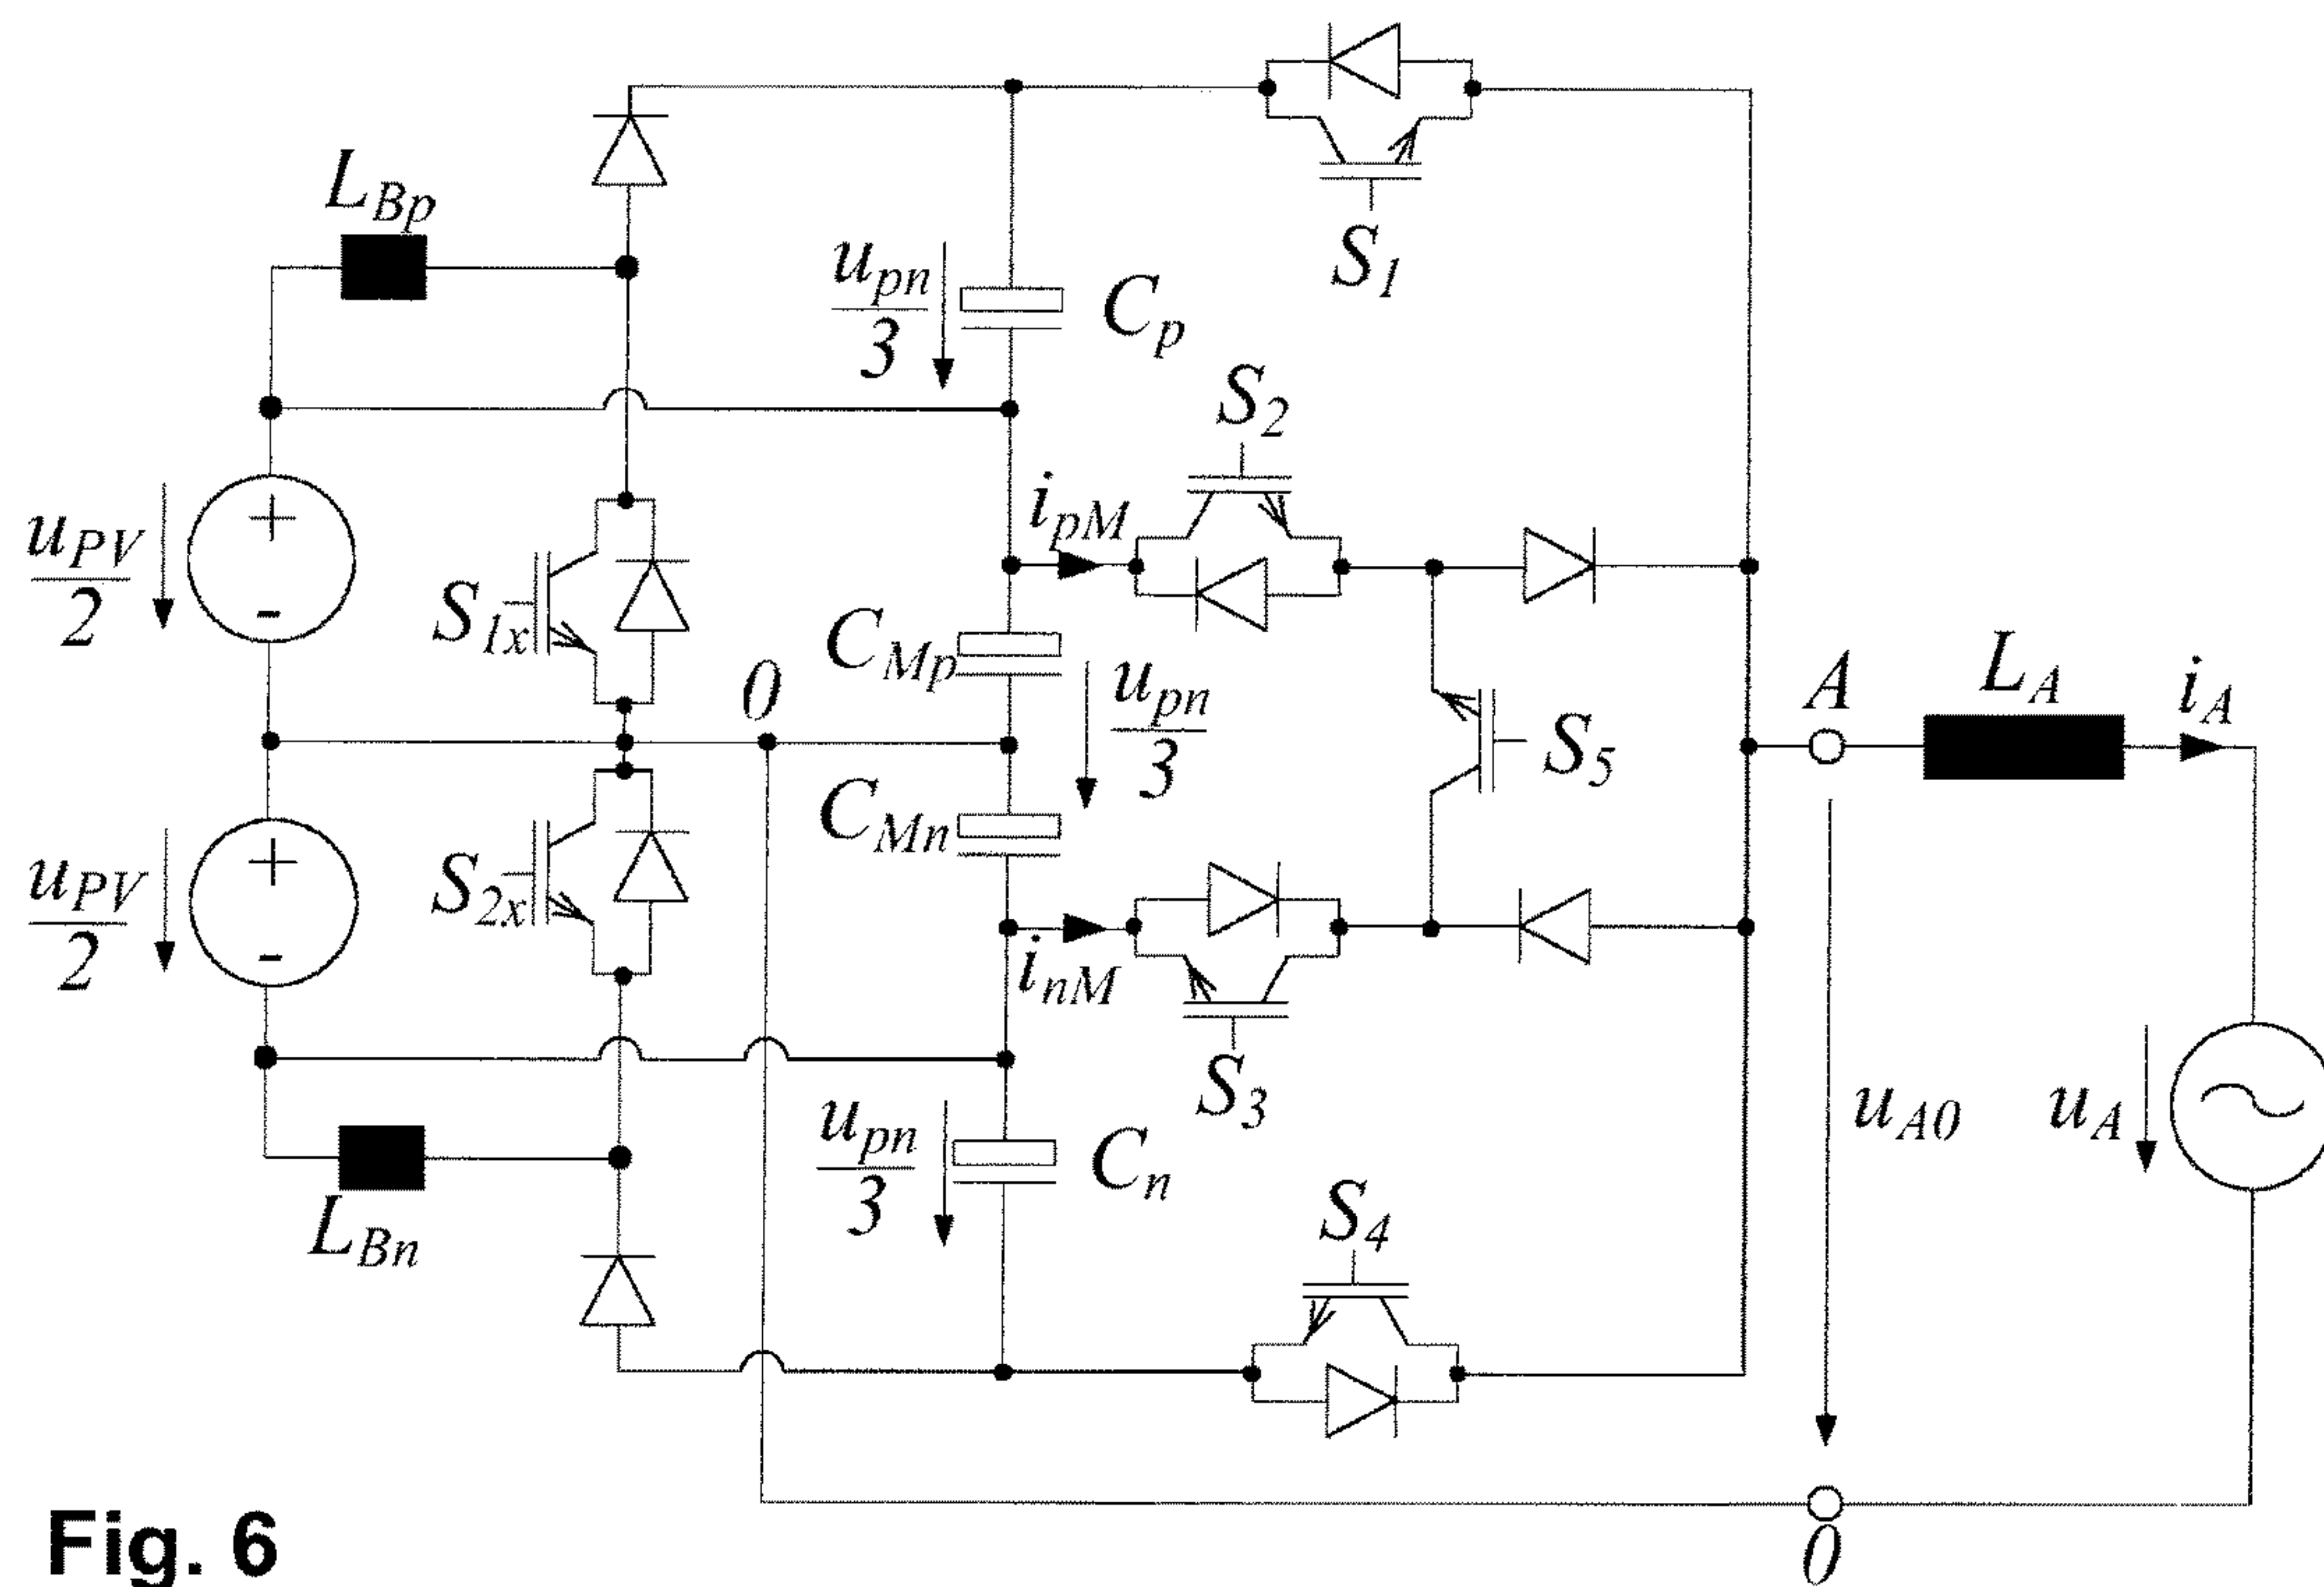 L_Bp
u_pn/3
C_p
S_1
S_2
i_pM
u_PV/2
S_1x
0
C_Mp
u_pn/3
A
L_A
i_A
S_5
u_PV/2
S_2x
C_Mn
i_nM
S_3
u_A0
u_A
L_Bn
u_pn/3
C_n
S_4
Fig. 6
0